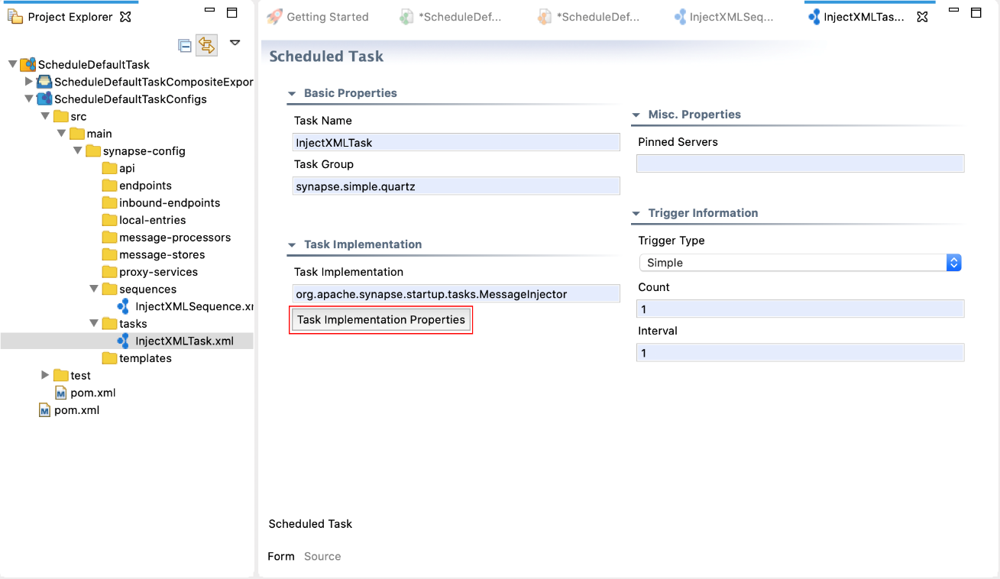 Project Explorer
ScheduleDefaultTask
ScheduleDefaultTaskCompositeExpor
ScheduleDefaultTaskConfigs
src
main
synapse-config
api
endpoints
inbound-endpoints
local-entries
message-processors
message-stores
proxy-services
sequences
InjectXMLSequence.xr
tasks
InjectXMLTask.xml
templates
test
pom.xml
pom.xml
Getting Started *ScheduleDef... *ScheduleDef... InjectXMLSeq... InjectXMLTas...
Scheduled Task
Basic Properties
Task Name
InjectXMLTask
Task Group
synapse.simple.quartz
Task Implementation
Task Implementation
org.apache.synapse.startup.tasks.MessageInjector
Task Implementation Properties
Misc. Properties
Pinned Servers
Trigger Information
Trigger Type
Simple
Count
1
Interval
1
Scheduled Task
Form Source